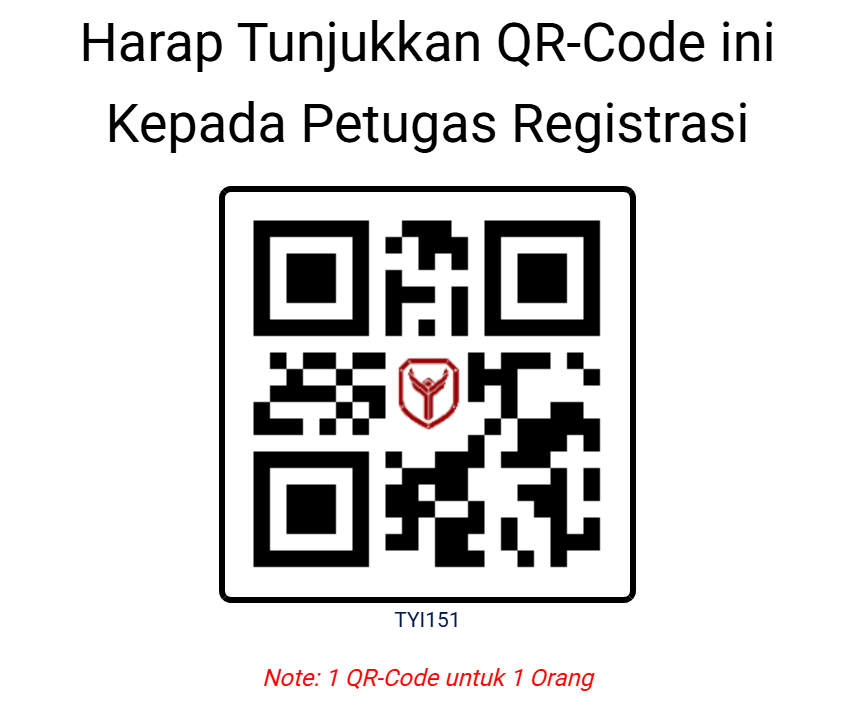 Harap Tunjukkan QR-Code ini
Kepada Petugas Registrasi
TYI151
Note: 1 QR-Code untuk 1 Orang